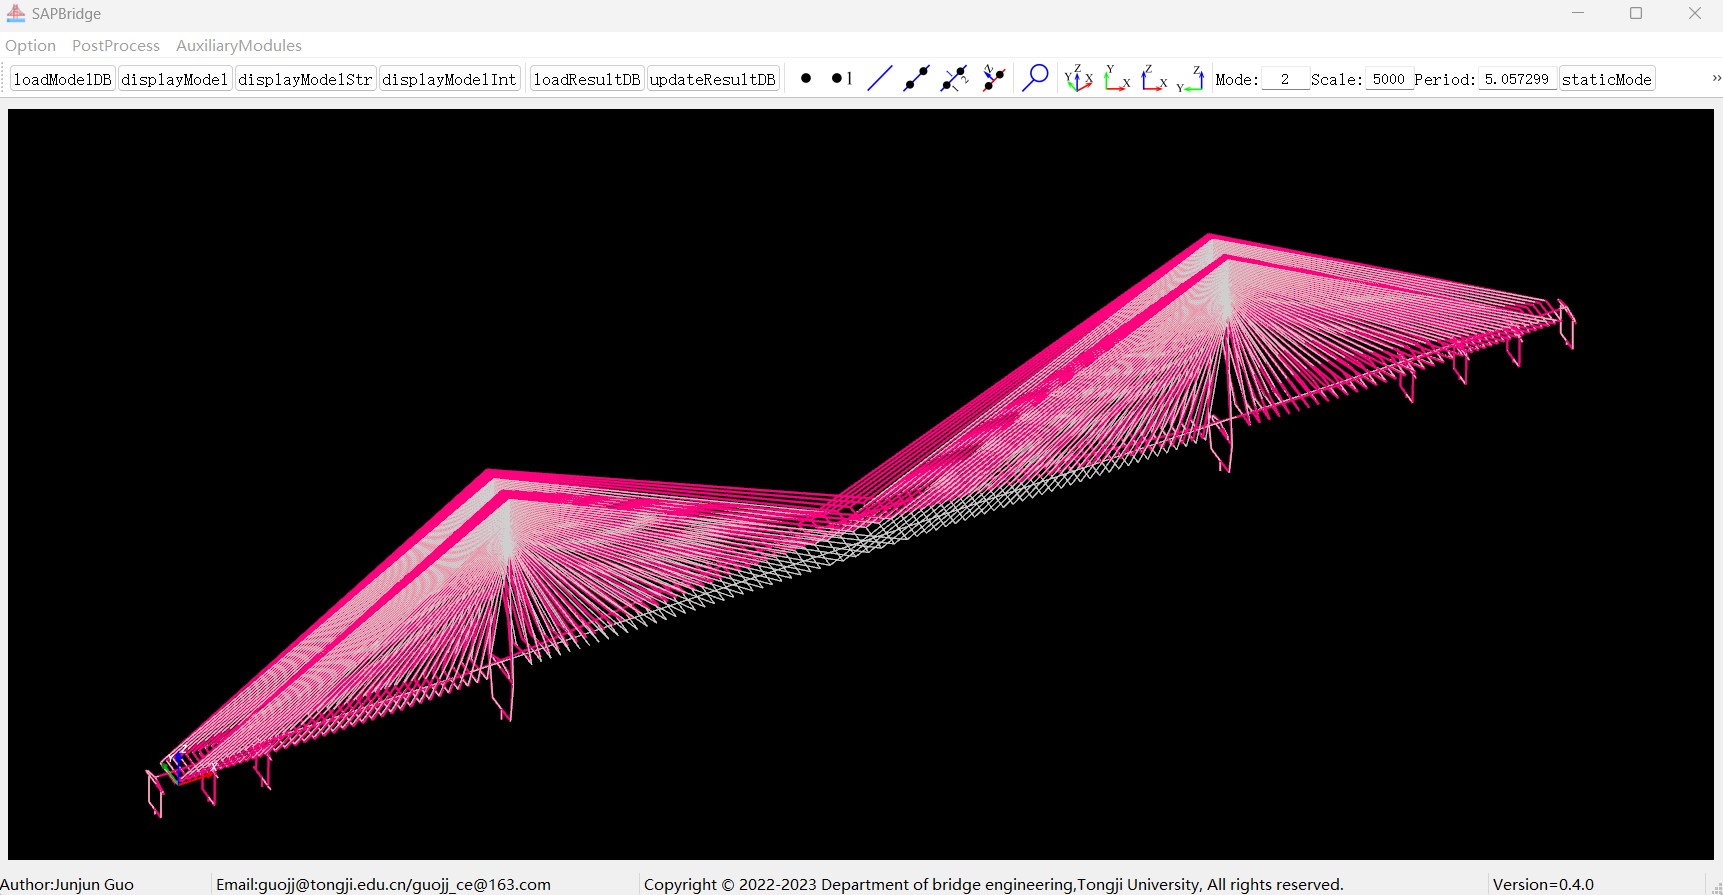 SAPBridge
Option PostProcess AuxiliaryModules
loadModelDB displayModel displayModelStr displayModelInt loadResultDB updateResultDB 1 Z Y X Y X Z X Z Y Mode: 2 Scale: 5000 Period: 5.057299 staticMode »
Z
X
Author:Junjun Guo Email:guojj@tongji.edu.cn/guojj_ce@163.com Copyright © 2022-2023 Department of bridge engineering,Tongji University, All rights reserved. Version=0.4.0